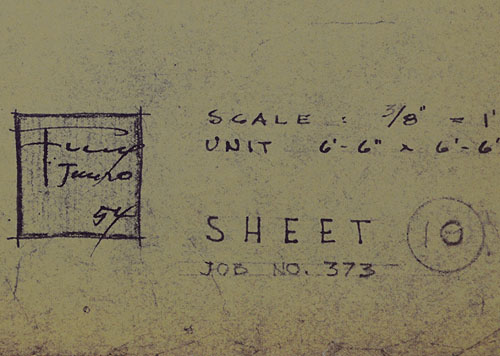 SCALE : 3/8" = 1'
UNIT 6'-6" x 6'-6"
54
SHEET 10
JOB NO. 373